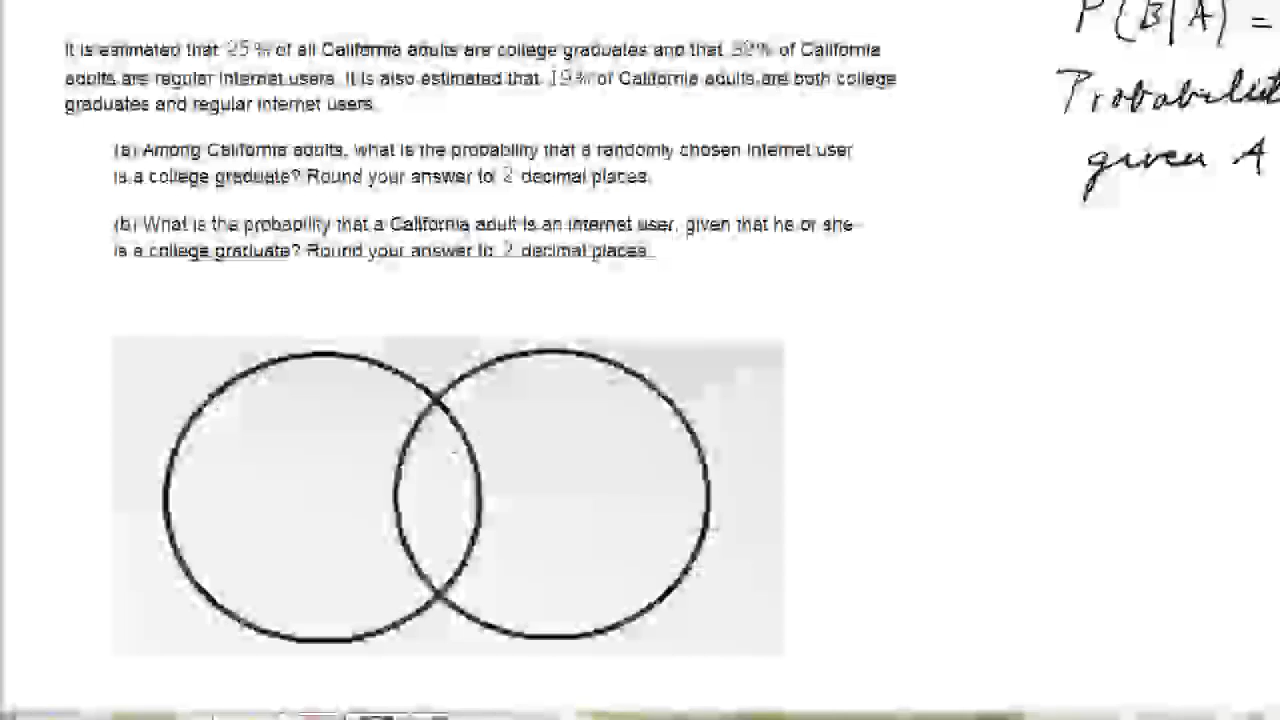 It is estimated that 25% of all California adults are college graduates and that % of California
adults are regular internet users. It is also estimated that 19% of California adults are both college
graduates and regular internet users.
(a) Among California adults, what is the probability that a randomly chosen internet user
is a college graduate? Round your answer to 2 decimal places.
(b) What is the probability that a California adult is an internet user, given that he or she
is a college graduate? Round your answer to 2 decimal places.
P(B|A) =
Probabilit
given A